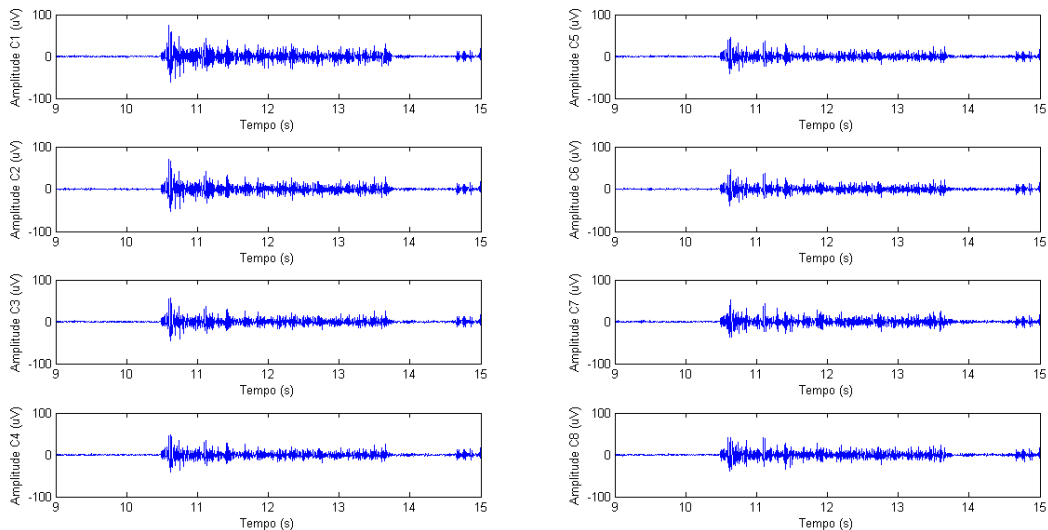 Amplitude C1 (uV)
100
0
-100
9 10 11 12 13 14 15
Tempo (s)
Amplitude C2 (uV)
100
0
-100
9 10 11 12 13 14 15
Tempo (s)
Amplitude C3 (uV)
100
0
-100
9 10 11 12 13 14 15
Tempo (s)
Amplitude C4 (uV)
100
0
-100
9 10 11 12 13 14 15
Tempo (s)
Amplitude C5 (uV)
100
0
-100
9 10 11 12 13 14 15
Tempo (s)
Amplitude C6 (uV)
100
0
-100
9 10 11 12 13 14 15
Tempo (s)
Amplitude C7 (uV)
100
0
-100
9 10 11 12 13 14 15
Tempo (s)
Amplitude C8 (uV)
100
0
-100
9 10 11 12 13 14 15
Tempo (s)